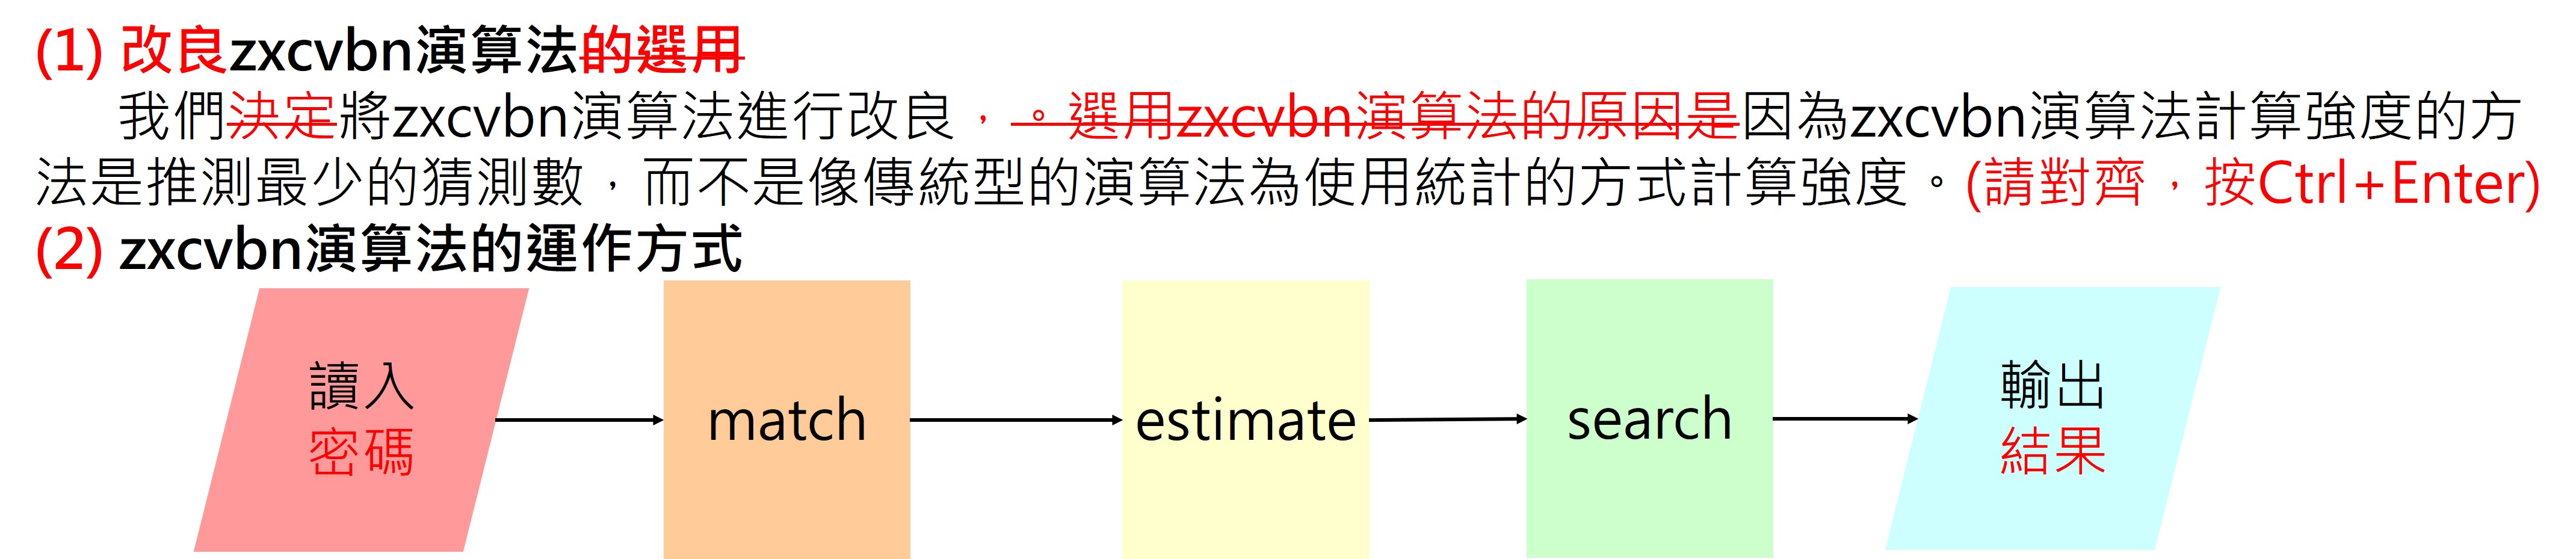 (1) 改良zxcvbn演算法的選用
我們決定將zxcvbn演算法進行改良，。選用zxcvbn演算法的原因是因為zxcvbn演算法計算強度的方
法是推測最少的猜測數，而不是像傳統型的演算法為使用統計的方式計算強度。(請對齊，按Ctrl+Enter)
(2) zxcvbn演算法的運作方式
讀入
密碼
match
estimate
search
輸出
結果